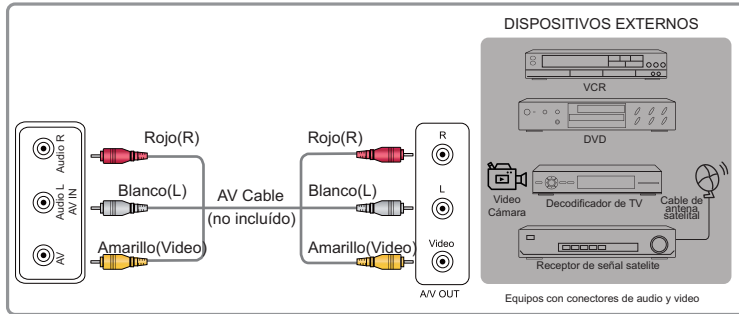 DISPOSITIVOS EXTERNOS
VCR
DVD
Video
Cámara
Decodificador de TV
Cable de
antena
satelital
Receptor de señal satelite
Equipos con conectores de audio y video
Audio R
Audio L
AV IN
AV
Rojo(R)
Blanco(L)
Amarillo(Video)
AV Cable
(no incluído)
Rojo(R)
Blanco(L)
Amarillo(Video)
R
L
Video
A/V OUT